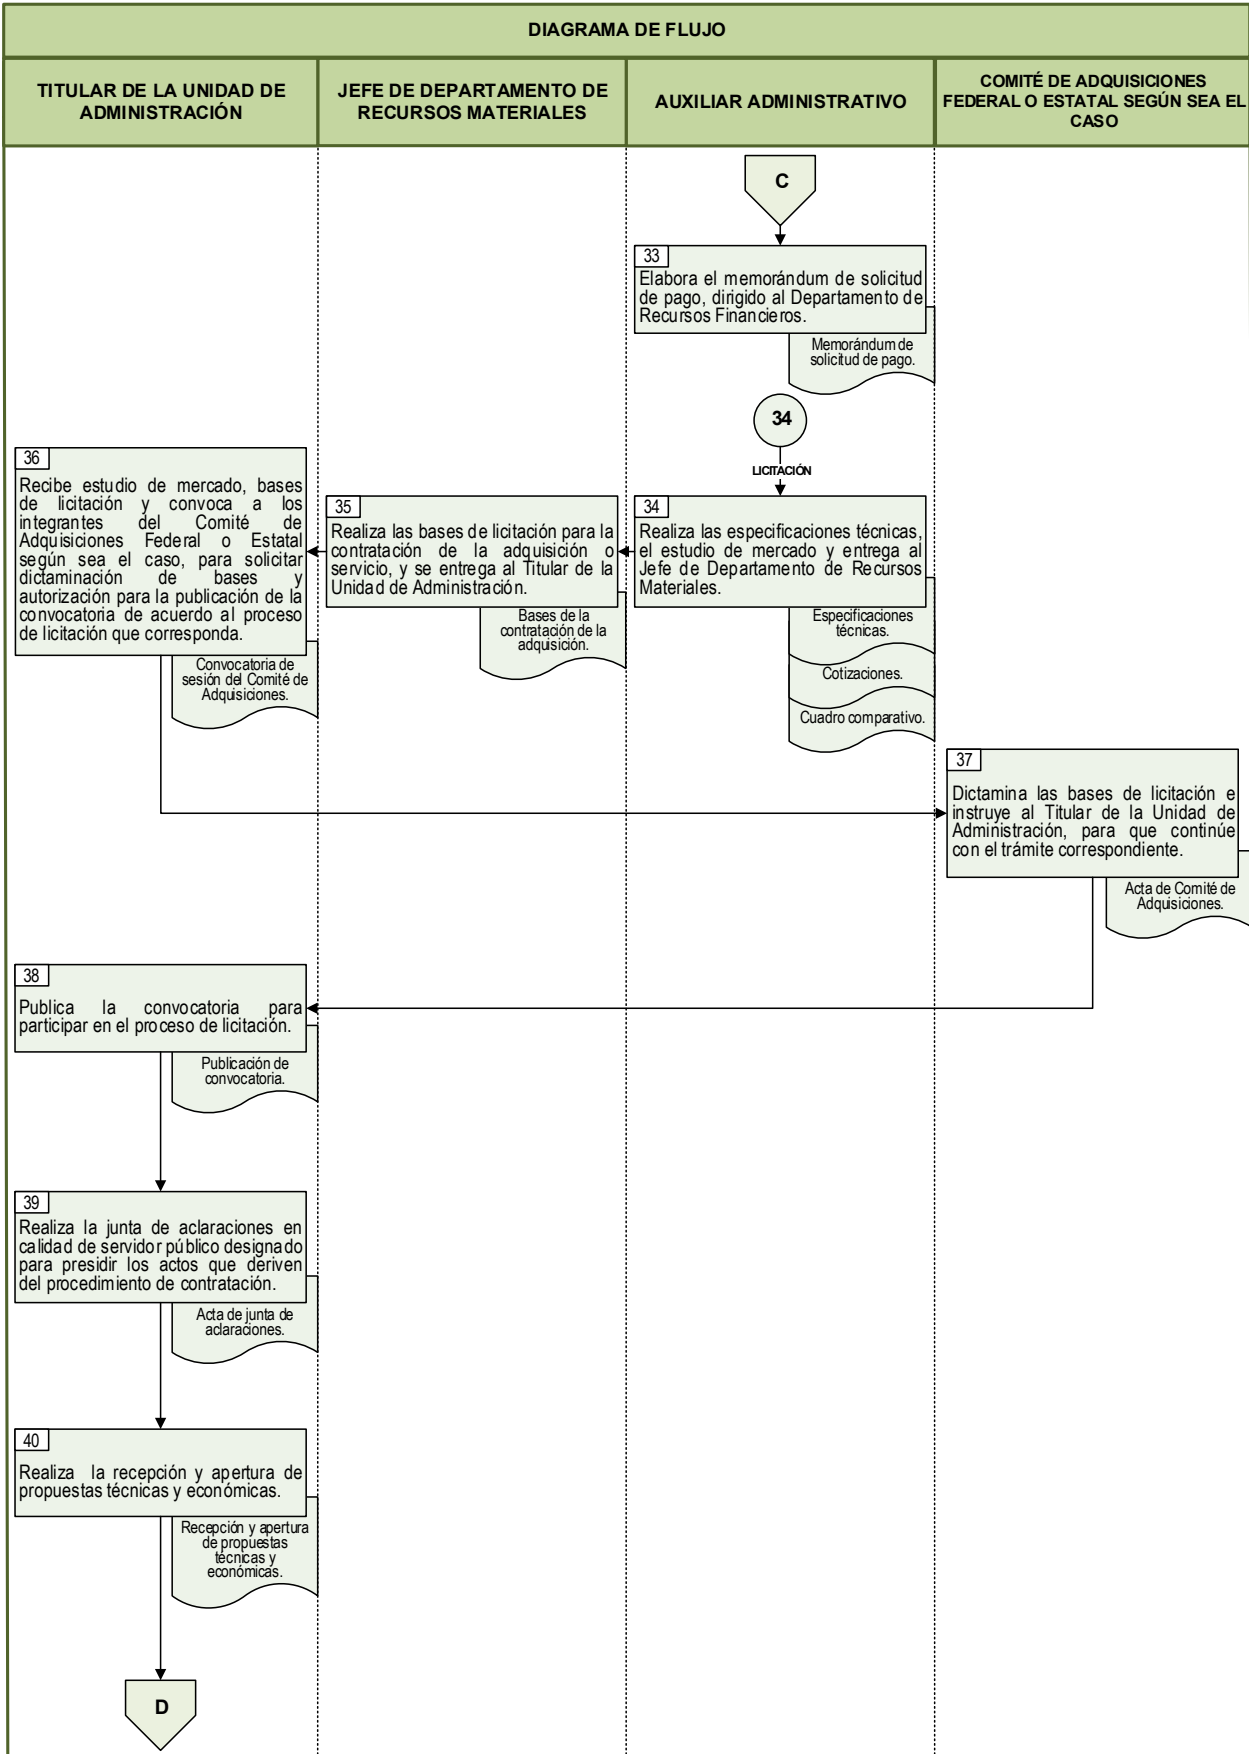 DIAGRAMA DE FLUJO
TITULAR DE LA UNIDAD DE
ADMINISTRACIÓN
JEFE DE DEPARTAMENTO DE
RECURSOS MATERIALES
AUXILIAR ADMINISTRATIVO
COMITÉ DE ADQUISICIONES
FEDERAL O ESTATAL SEGÚN SEA EL
CASO
C
33
Elabora el memorándum de solicitud
de pago, dirigido al Departamento de
Recursos Financieros.
Memorándum de
solicitud de pago.
34
LICITACIÓN
34
Realiza las especificaciones técnicas,
el estudio de mercado y entrega al
Jefe de Departamento de Recursos
Materiales.
Especificaciones
técnicas.
Cotizaciones.
Cuadro comparativo.
35
Realiza las bases de licitación para la
contratación de la adquisición o
servicio, y se entrega al Titular de la
Unidad de Administración.
Bases de la
contratación de la
adquisición.
36
Recibe estudio de mercado, bases
de licitación y convoca a los
integrantes del Comité de
Adquisiciones Federal o Estatal
según sea el caso, para solicitar
dictaminación de bases y
autorización para la publicación de la
convocatoria de acuerdo al proceso
de licitación que corresponda.
Convocatoria de
sesión del Comité de
Adquisiciones.
37
Dictamina las bases de licitación e
instruye al Titular de la Unidad de
Administración, para que continúe
con el trámite correspondiente.
Acta de Comité de
Adquisiciones.
38
Publica la convocatoria para
participar en el proceso de licitación.
Publicación de
convocatoria.
39
Realiza la junta de aclaraciones en
calidad de servidor público designado
para presidir los actos que deriven
del procedimiento de contratación.
Acta de junta de
aclaraciones.
40
Realiza la recepción y apertura de
propuestas técnicas y económicas.
Recepción y apertura
de propuestas
técnicas y
económicas.
D